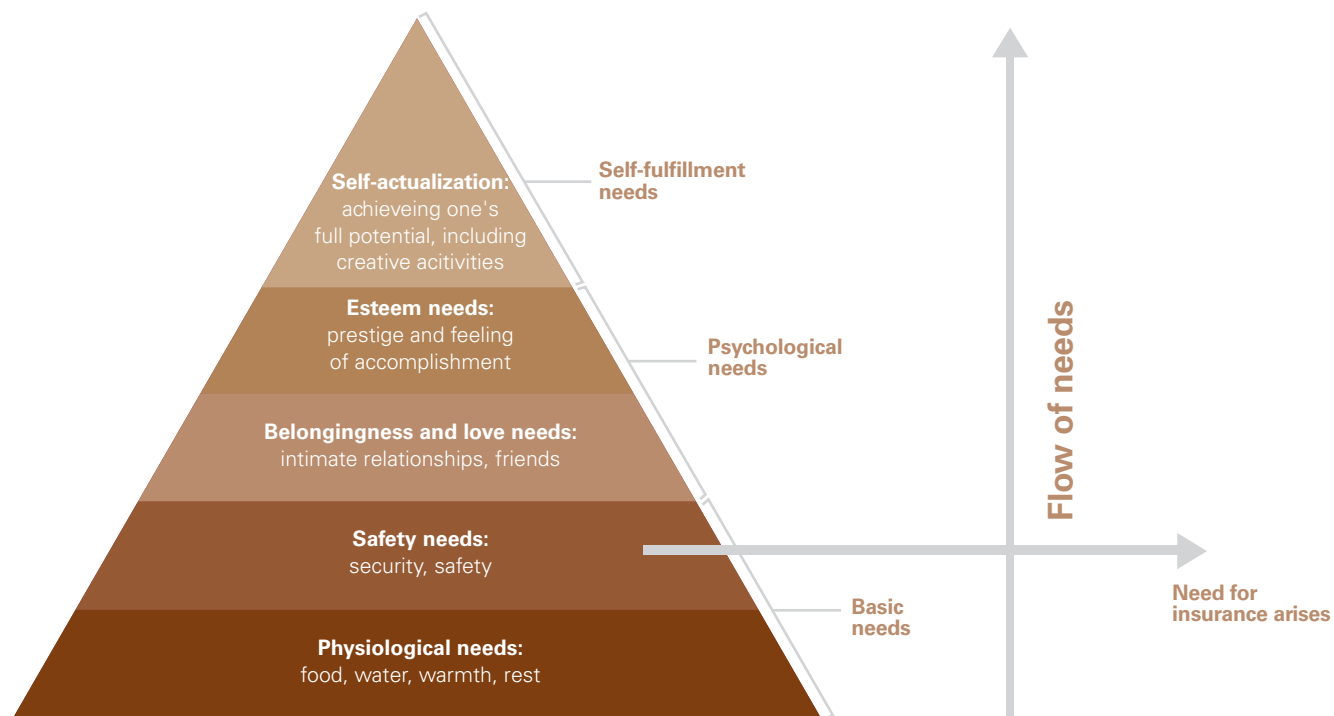 Self-actualization:
achieveing one's
full potential, including
creative acitivities
Self-fulfillment
needs
Esteem needs:
prestige and feeling
of accomplishment
Psychological
needs
Belongingness and love needs:
intimate relationships, friends
Flow of needs
Safety needs:
security, safety
Need for
insurance arises
Basic
needs
Physiological needs:
food, water, warmth, rest